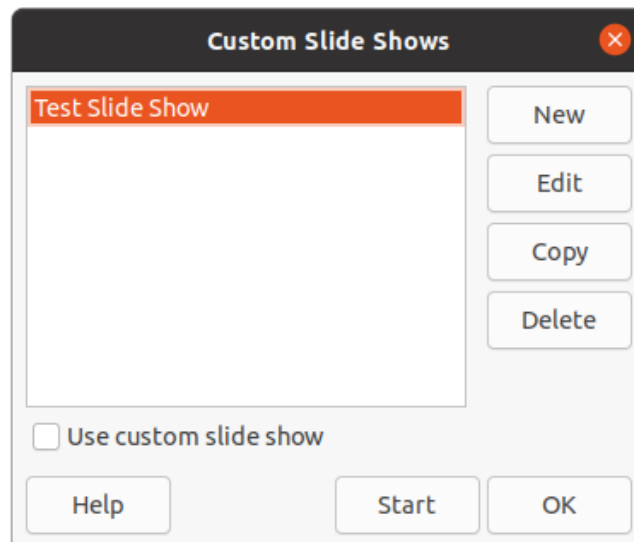 Custom Slide Shows
Test Slide Show
New
Edit
Copy
Delete
Use custom slide show
Help
Start
OK